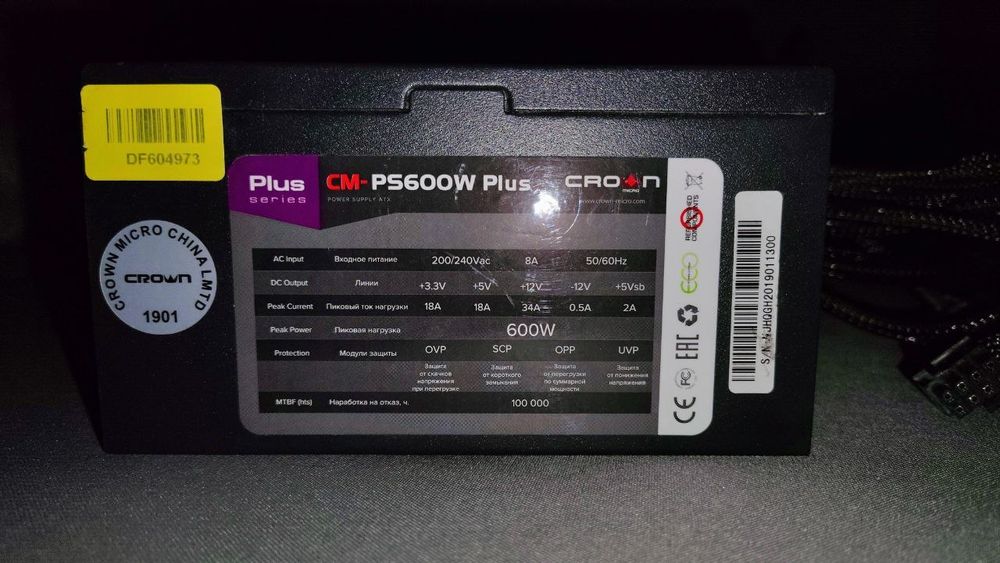 DF604973
CROWN MICRO CHINA LMTD
CROWN
1901
Plus
series
CM-PS600W Plus
POWER SUPPLY ATX
CROWN
MICRO
www.crown-micro.com
AC Input Входное питание 200/240Vac 8A 50/60Hz
DC Output Линии +3.3V +5V +12V -12V +5Vsb
Peak Current Пиковый ток нагрузки 18A 18A 34A 0.5A 2A
Peak Power Пиковая нагрузка 600W
Protection Модули защиты OVP SCP OPP UVP
Защита от скачков напряжения при перегрузке
Защита от короткого замыкания
Защита от перегрузки по суммарной мощности
Защита от понижения напряжения
MTBF (hts) Наработка на отказ, ч. 100 000
COMPONENTS
ECO
EAC
FC
CE